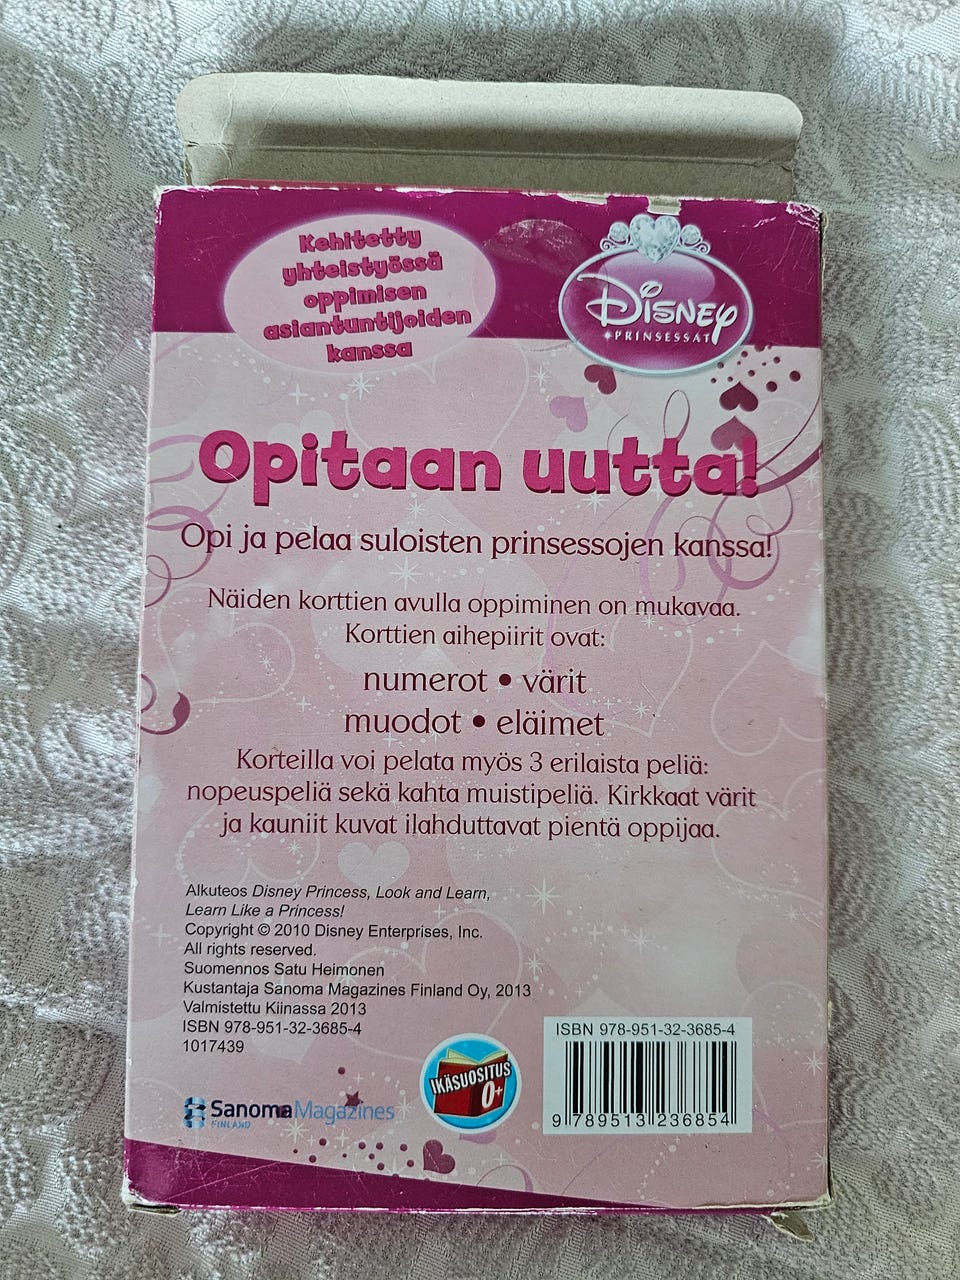 Kehitetty
yhteistyössä
oppimisen
asiantuntijoiden
kanssa
Disney
PRINSESSAT
Opitaan uutta!
Opi ja pelaa suloisten prinsessojen kanssa!
Näiden korttien avulla oppiminen on mukavaa.
Korttien aihepiirit ovat:
numerot • värit
muodot • eläimet
Korteilla voi pelata myös 3 erilaista peliä:
nopeuspeliä sekä kahta muistipeliä. Kirkkaat värit
ja kauniit kuvat ilahduttavat pientä oppijaa.
Alkuteos Disney Princess, Look and Learn,
Learn Like a Princess!
Copyright © 2010 Disney Enterprises, Inc.
All rights reserved.
Suomennos Satu Heimonen
Kustantaja Sanoma Magazines Finland Oy, 2013
Valmistettu Kiinassa 2013
ISBN 978-951-32-3685-4
1017439
SanomaMagazines
FINLAND
IKÄSUOSITUS
0+
ISBN 978-951-32-3685-4
9 789513 236854